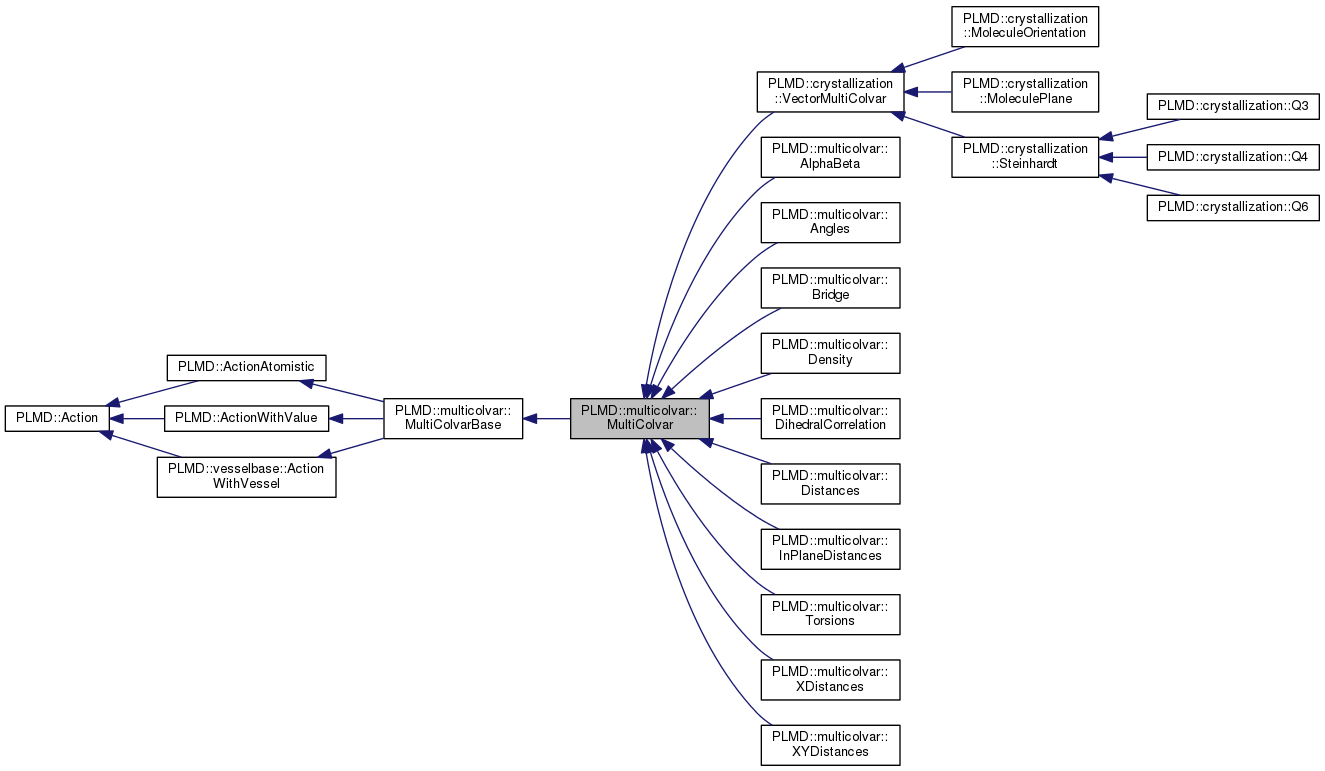 PLMD::crystallization
::MoleculeOrientation
PLMD::crystallization
::VectorMultiColvar
PLMD::crystallization
::MoleculePlane
PLMD::crystallization::Q3
PLMD::crystallization
::Steinhardt
PLMD::crystallization::Q4
PLMD::crystallization::Q6
PLMD::multicolvar::
AlphaBeta
PLMD::multicolvar::
Angles
PLMD::multicolvar::
Bridge
PLMD::multicolvar::
Density
PLMD::ActionAtomistic
PLMD::Action
PLMD::ActionWithValue
PLMD::vesselbase::Action
WithVessel
PLMD::multicolvar::
MultiColvarBase
PLMD::multicolvar::
MultiColvar
PLMD::multicolvar::
DihedralCorrelation
PLMD::multicolvar::
Distances
PLMD::multicolvar::
InPlaneDistances
PLMD::multicolvar::
Torsions
PLMD::multicolvar::
XDistances
PLMD::multicolvar::
XYDistances